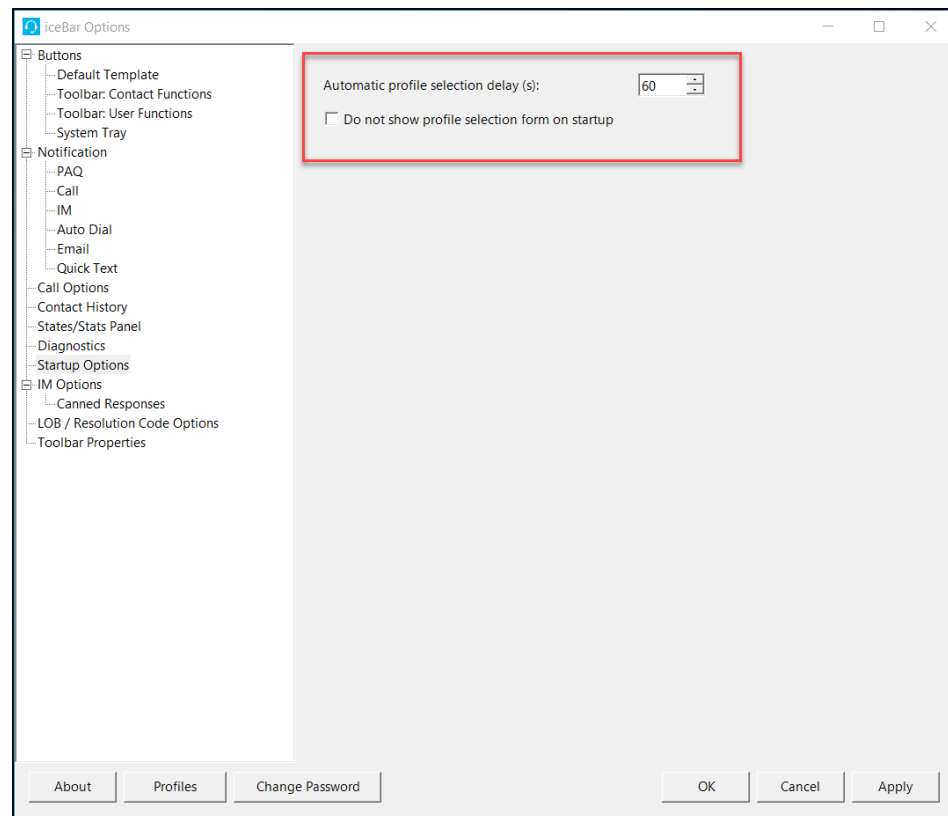 iceBar Options
Buttons
Default Template
Toolbar: Contact Functions
Toolbar: User Functions
System Tray
Notification
PAQ
Call
IM
Auto Dial
Email
Quick Text
Call Options
Contact History
States/Stats Panel
Diagnostics
Startup Options
IM Options
Canned Responses
LOB / Resolution Code Options
Toolbar Properties
Automatic profile selection delay (s): 60
Do not show profile selection form on startup
About Profiles Change Password OK Cancel Apply